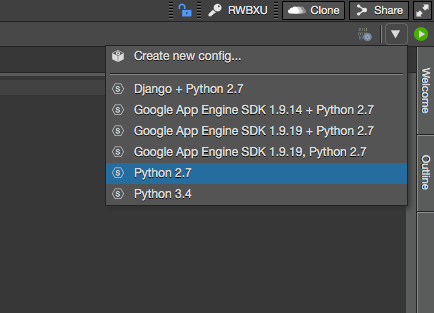 RWBXU Clone Share
Create new config...
Django + Python 2.7
Google App Engine SDK 1.9.14 + Python 2.7
Google App Engine SDK 1.9.19 + Python 2.7
Google App Engine SDK 1.9.19, Python 2.7
Python 2.7
Python 3.4
Welcome
Outline